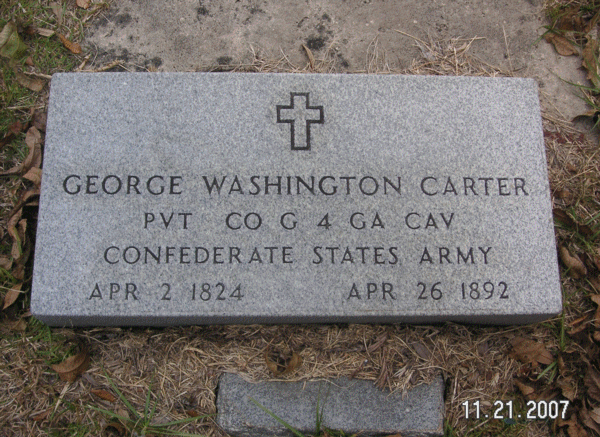 GEORGE WASHINGTON CARTER
PVT CO G 4 GA CAV
CONFEDERATE STATES ARMY
APR 2 1824 APR 26 1892
11.21.2007